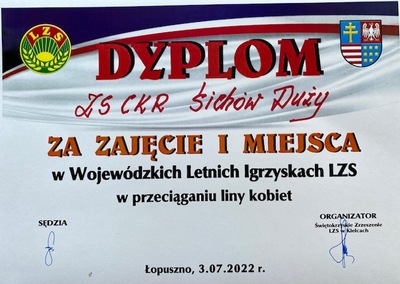 LZS
DYPLOM
ZS CKR Sichów Duży
ZA ZAJĘCIE I MIEJSCA
w Wojewódzkich Letnich Igrzyskach LZS
w przeciąganiu liny kobiet
SĘDZIA
ORGANIZATOR
Świętokrzyskie Zrzeszenie
LZS w Kielcach
Łopuszno, 3.07.2022 r.